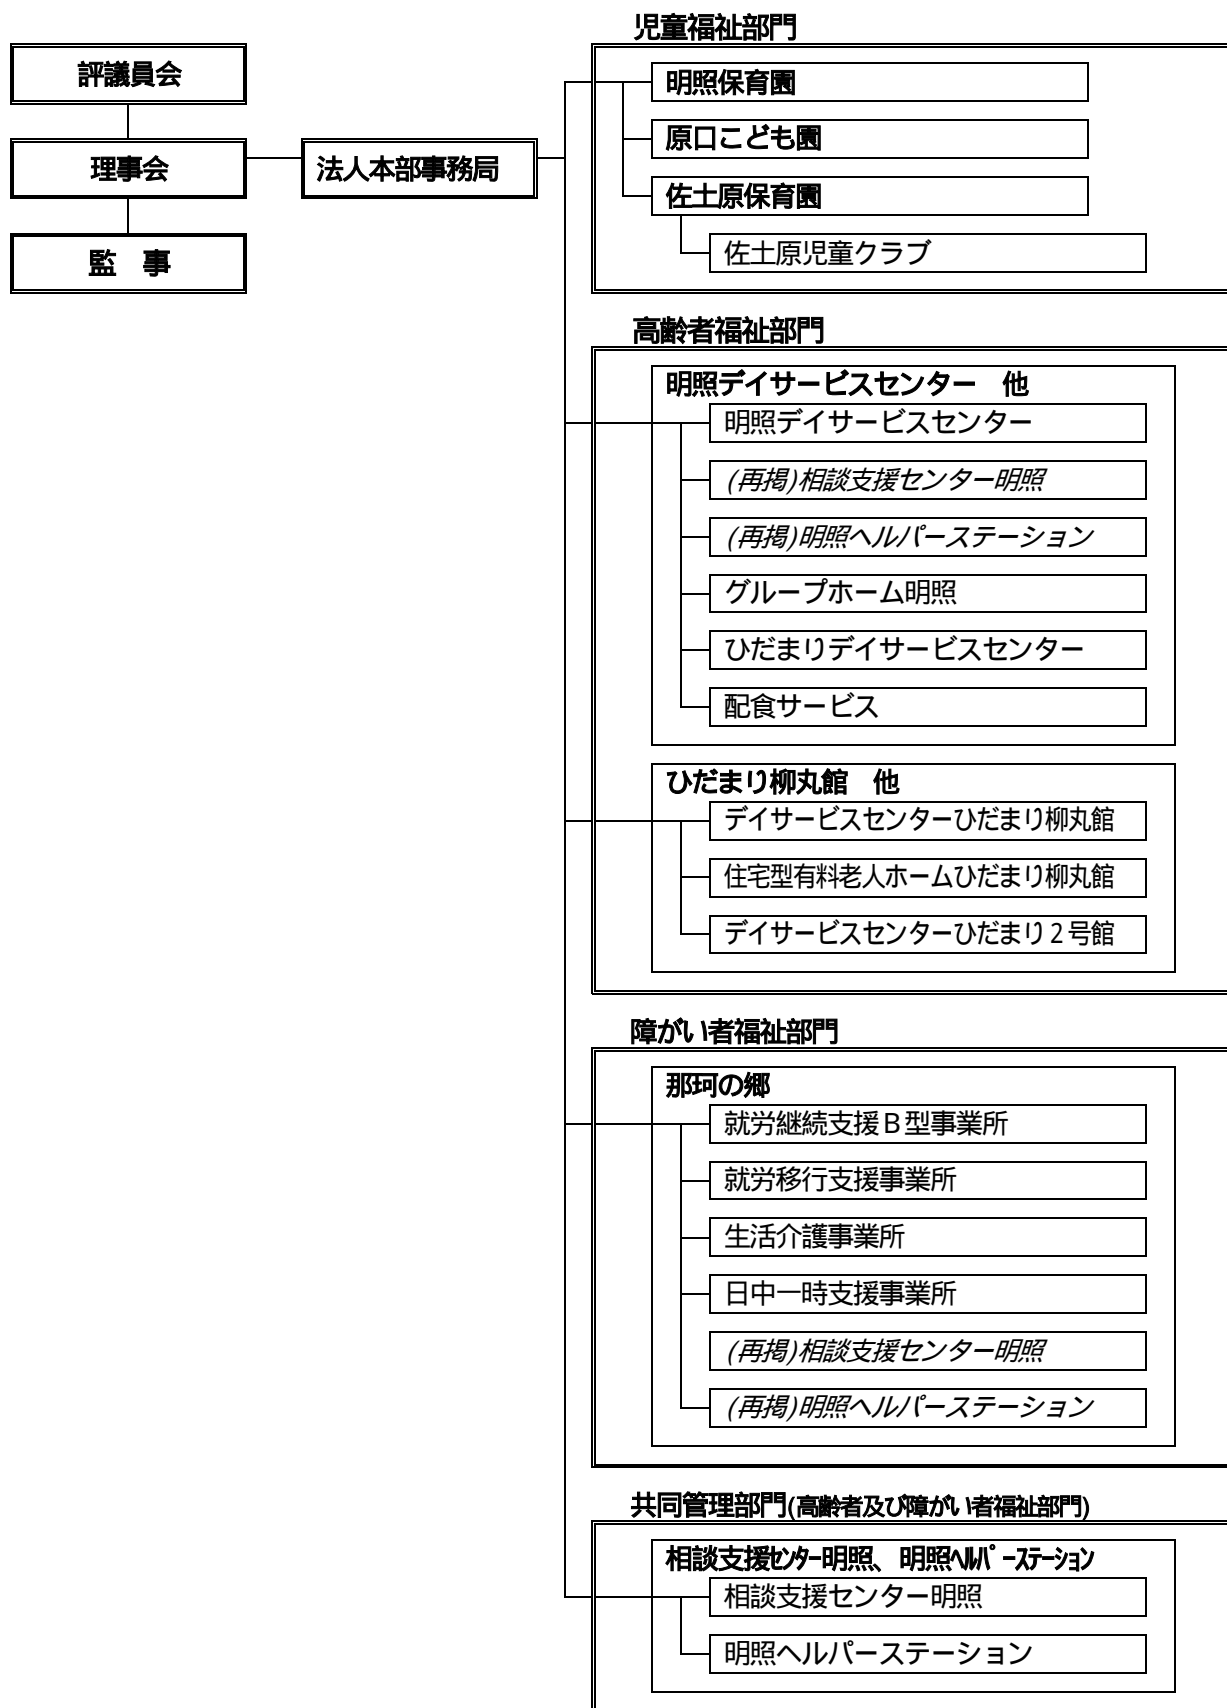 評議員会
理事会
監　事
法人本部事務局
児童福祉部門
明照保育園
原口こども園
佐土原保育園
佐土原児童クラブ
高齢者福祉部門
明照デイサービスセンター　他
明照デイサービスセンター
(再掲)相談支援センター明照
(再掲)明照ヘルパーステーション
グループホーム明照
ひだまりデイサービスセンター
配食サービス
ひだまり柳丸館　他
デイサービスセンターひだまり柳丸館
住宅型有料老人ホームひだまり柳丸館
デイサービスセンターひだまり２号館
障がい者福祉部門
那珂の郷
就労継続支援Ｂ型事業所
就労移行支援事業所
生活介護事業所
日中一時支援事業所
(再掲)相談支援センター明照
(再掲)明照ヘルパーステーション
共同管理部門(高齢者及び障がい者福祉部門)
相談支援ｾﾝﾀｰ明照、明照ﾍﾙﾊﾟｰｽﾃｰｼｮﾝ
相談支援センター明照
明照ヘルパーステーション